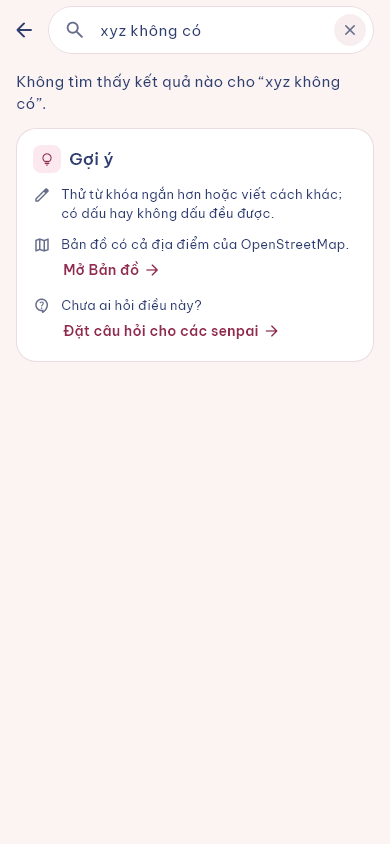 xyz không có
Không tìm thấy kết quả nào cho “xyz không
có”.
Gợi ý
Thử từ khóa ngắn hơn hoặc viết cách khác;
có dấu hay không dấu đều được.
Bản đồ có cả địa điểm của OpenStreetMap.
Mở Bản đồ
Chưa ai hỏi điều này?
Đặt câu hỏi cho các senpai